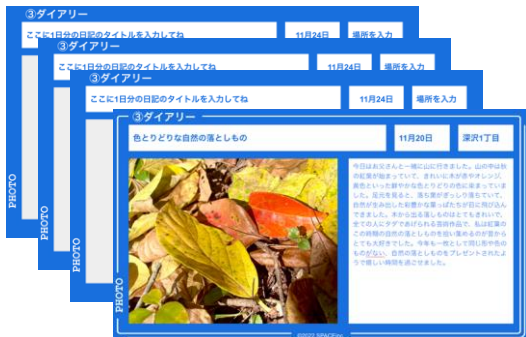 ③ダイアリー
ここに1日分の日記のタイトルを入力してね
11月24日
場所を入力
③ダイアリー
ここに1日分の日記のタイトルを入力してね
11月24日
場所を入力
③ダイアリー
ここに1日分の日記のタイトルを入力してね
11月24日
場所を入力
③ダイアリー
色とりどりな自然の落としもの
11月20日
深沢1丁目
今日はお父さんと一緒に山に行きました。山の中は秋
の紅葉が始まっていて、きれいに木が赤やオレンジ、
黄色といった鮮やかな色とりどりの色に染まっていま
した。足元を見ると、落ち葉がぎっしり落ちていて、
自然が生み出した彩豊かな葉っぱたちが目に飛び込ん
できました。木から出る落しものはとてもきれいで、
全ての人にタダであげられる芸術作品で、私は紅葉の
この時期の自然の落としものを拾い集めるのが昔から
とても大好きでした。今年も一枚として同じ形や色の
ものがない、自然の落としものをプレゼントされたよ
うで嬉しい時間を過ごせました。
PHOTO
PHOTO
PHOTO
PHOTO